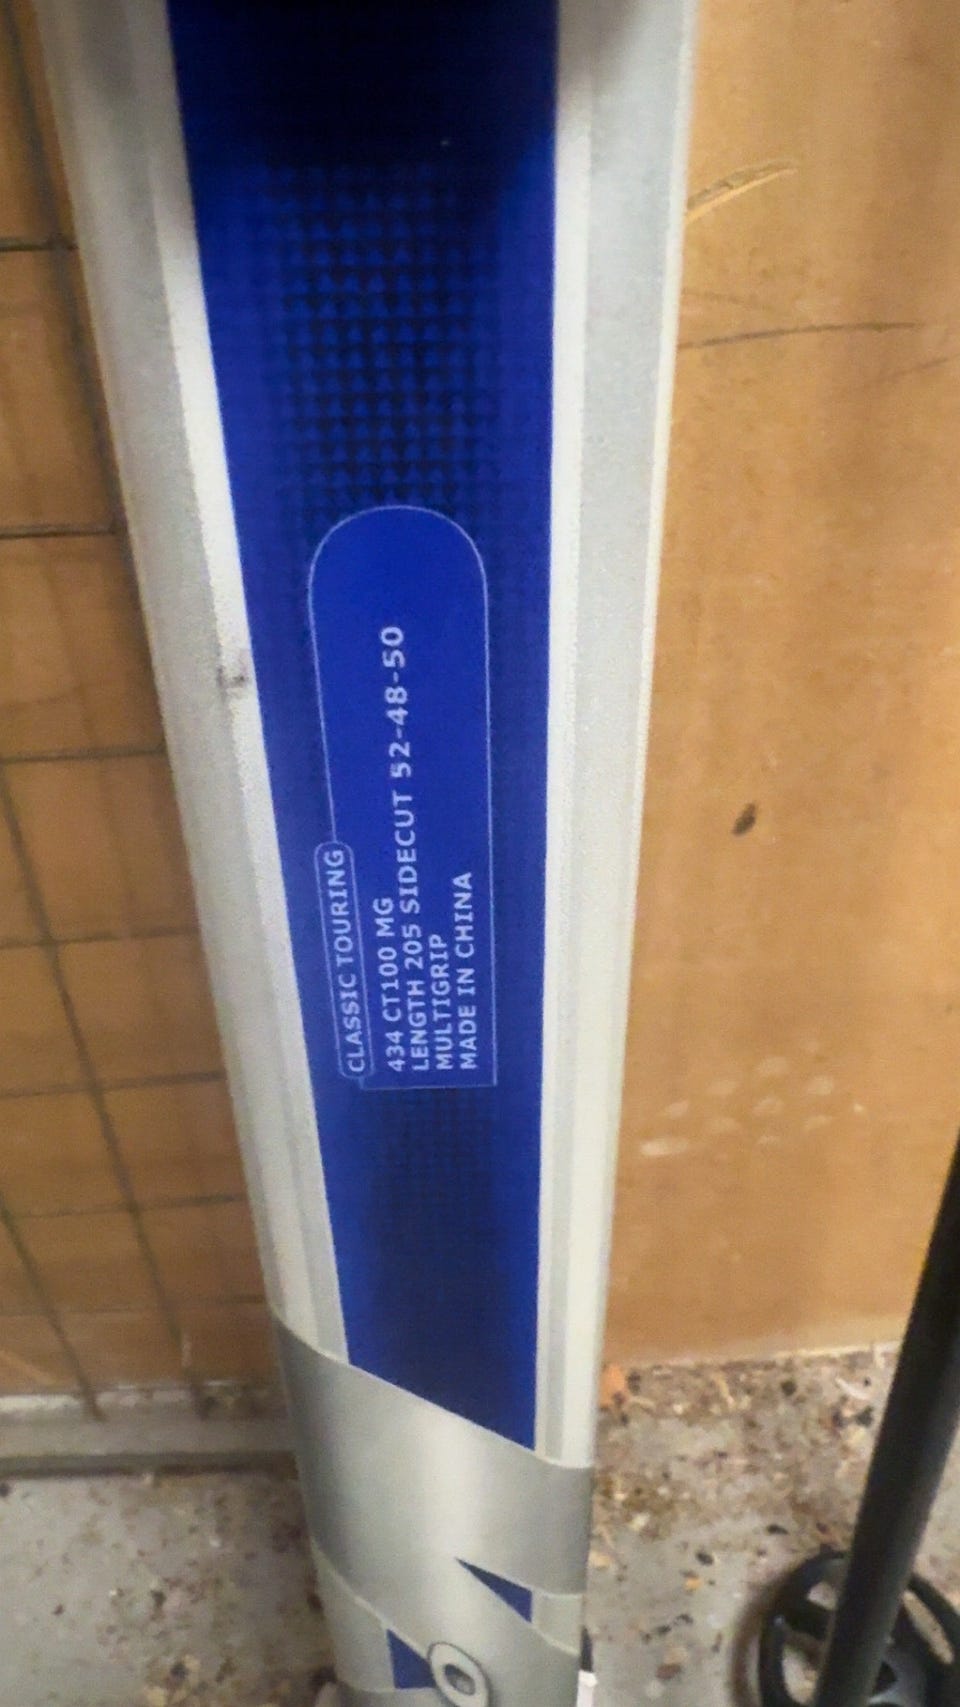 CLASSIC TOURING
434 CT100 MG
LENGTH 205 SIDECUT 52-48-50
MULTIGRIP
MADE IN CHINA